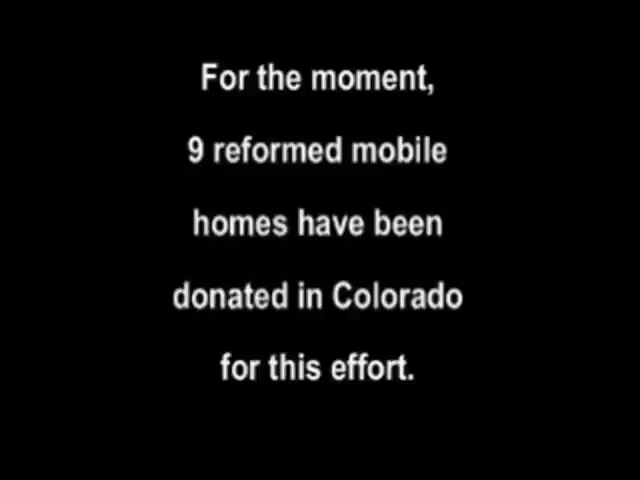 For the moment,
9 reformed mobile
homes have been
donated in Colorado
for this effort.